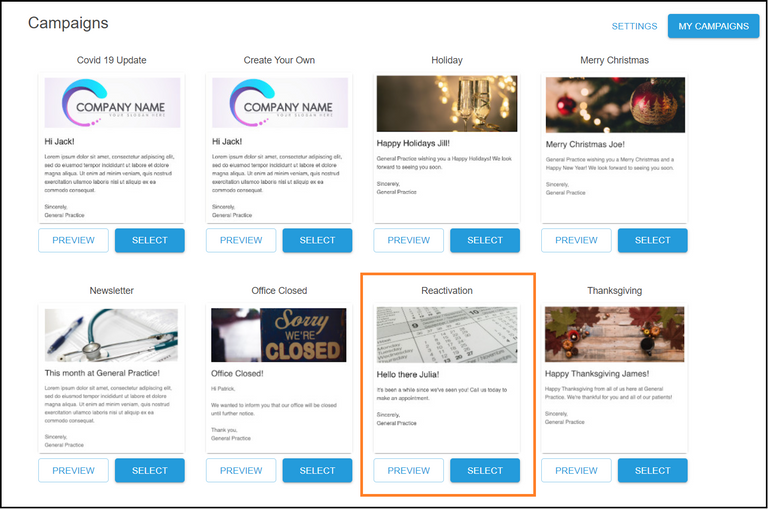 Campaigns
SETTINGS
MY CAMPAIGNS
Covid 19 Update
Create Your Own
Holiday
Merry Christmas
COMPANY NAME
YOUR SLOGAN HERE
Hi Jack!
Lorem ipsum dolor sit amet, consectetur adipiscing elit,
sed do eiusmod tempor incididunt ut labore et dolore
magna aliqua. Ut enim ad minim veniam, quis nostrud
exercitation ullamco laboris nisi ut aliquip ex ea
commodo consequat.
Sincerely,
General Practice
COMPANY NAME
YOUR SLOGAN HERE
Hi Jack!
Lorem ipsum dolor sit amet, consectetur adipiscing elit,
sed do eiusmod tempor incididunt ut labore et dolore
magna aliqua. Ut enim ad minim veniam, quis nostrud
exercitation ullamco laboris nisi ut aliquip ex ea
commodo consequat.
Sincerely,
General Practice
Happy Holidays Jill!
General Practice wishing you a Happy Holidays! We look
forward to seeing you soon.
Sincerely,
General Practice
Merry Christmas Joe!
General Practice wishing you a Merry Christmas and a
Happy New Year! We look forward to seeing you soon.
Sincerely,
General Practice
PREVIEW
SELECT
PREVIEW
SELECT
PREVIEW
SELECT
PREVIEW
SELECT
Newsletter
Office Closed
Reactivation
Thanksgiving
This month at General Practice!
Lorem ipsum dolor sit amet, consectetur adipiscing elit,
sed do eiusmod tempor incididunt ut labore et dolore
magna aliqua. Ut enim ad minim veniam, quis nostrud
exercitation ullamco laboris nisi ut aliquip ex ea
commodo consequat.
Sincerely,
General Practice
Sorry
WE'RE
CLOSED
Office Closed!
Hi Patrick,
We wanted to inform you that our office will be closed
until further notice.
Thank you,
General Practice
Hello there Julia!
It's been a while since we've seen you! Call us today to
make an appointment.
Sincerely,
General Practice
Happy Thanksgiving James!
Happy Thanksgiving from all of us here at General
Practice. We're thankful for you and all of our patients!
Sincerely,
General Practice
PREVIEW
SELECT
PREVIEW
SELECT
PREVIEW
SELECT
PREVIEW
SELECT